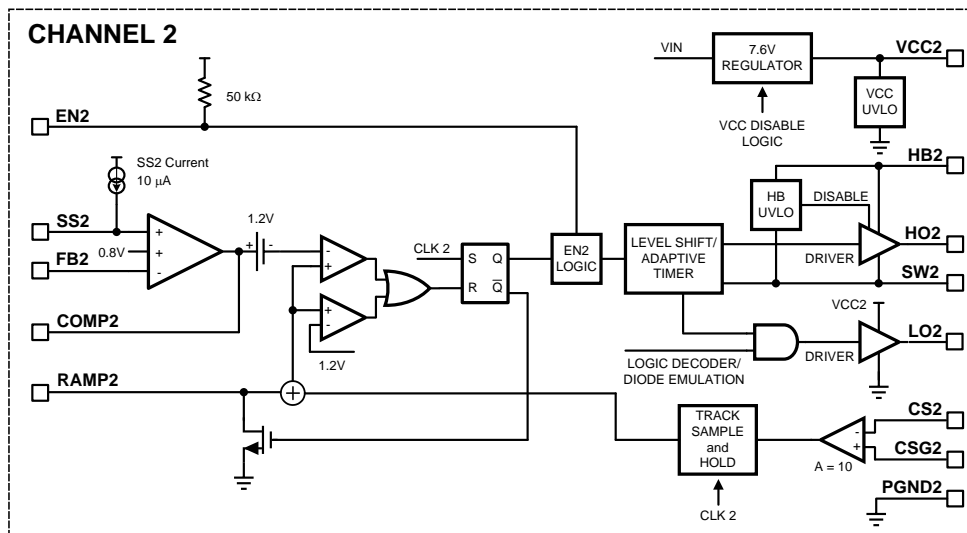 CHANNEL 2
VIN
7.6V
REGULATOR
VCC2
50 kΩ
VCC
UVLO
EN2
VCC DISABLE
LOGIC
SS2 Current
10 μA
HB2
HB
UVLO
DISABLE
SS2
+
0.8V
+
FB2
-
1.2V
+
-
-
+
CLK 2
S
Q
R
Q
EN2
LOGIC
LEVEL SHIFT/
ADAPTIVE
TIMER
DRIVER
HO2
SW2
COMP2
+
-
1.2V
VCC2
LO2
LOGIC DECODER/
DIODE EMULATION
DRIVER
RAMP2
+
TRACK
SAMPLE
and
HOLD
CS2
-
+
CSG2
A = 10
PGND2
CLK 2